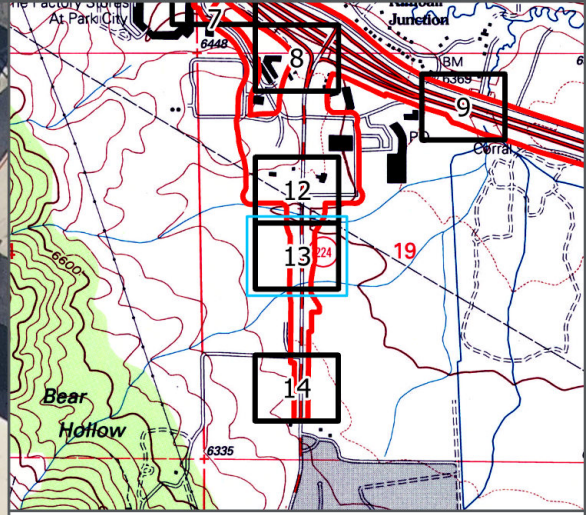 The Factory Stores
At Park City
7
6448
8
Junction
BM
6369
9
PO
Corral
12
13
224
19
6600
14
Bear
Hollow
6335